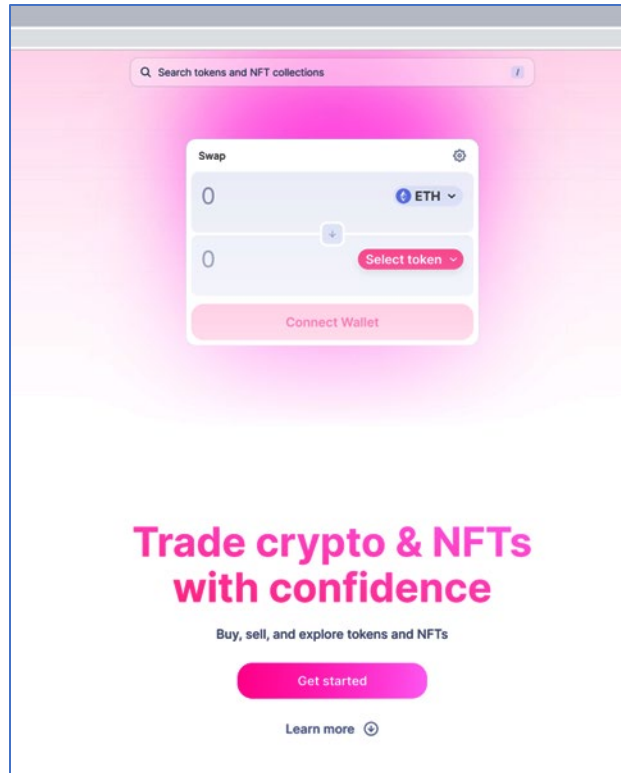 Search tokens and NFT collections /
Swap
0 ETH
0 Select token
Connect Wallet
Trade crypto & NFTs
with confidence
Buy, sell, and explore tokens and NFTs
Get started
Learn more